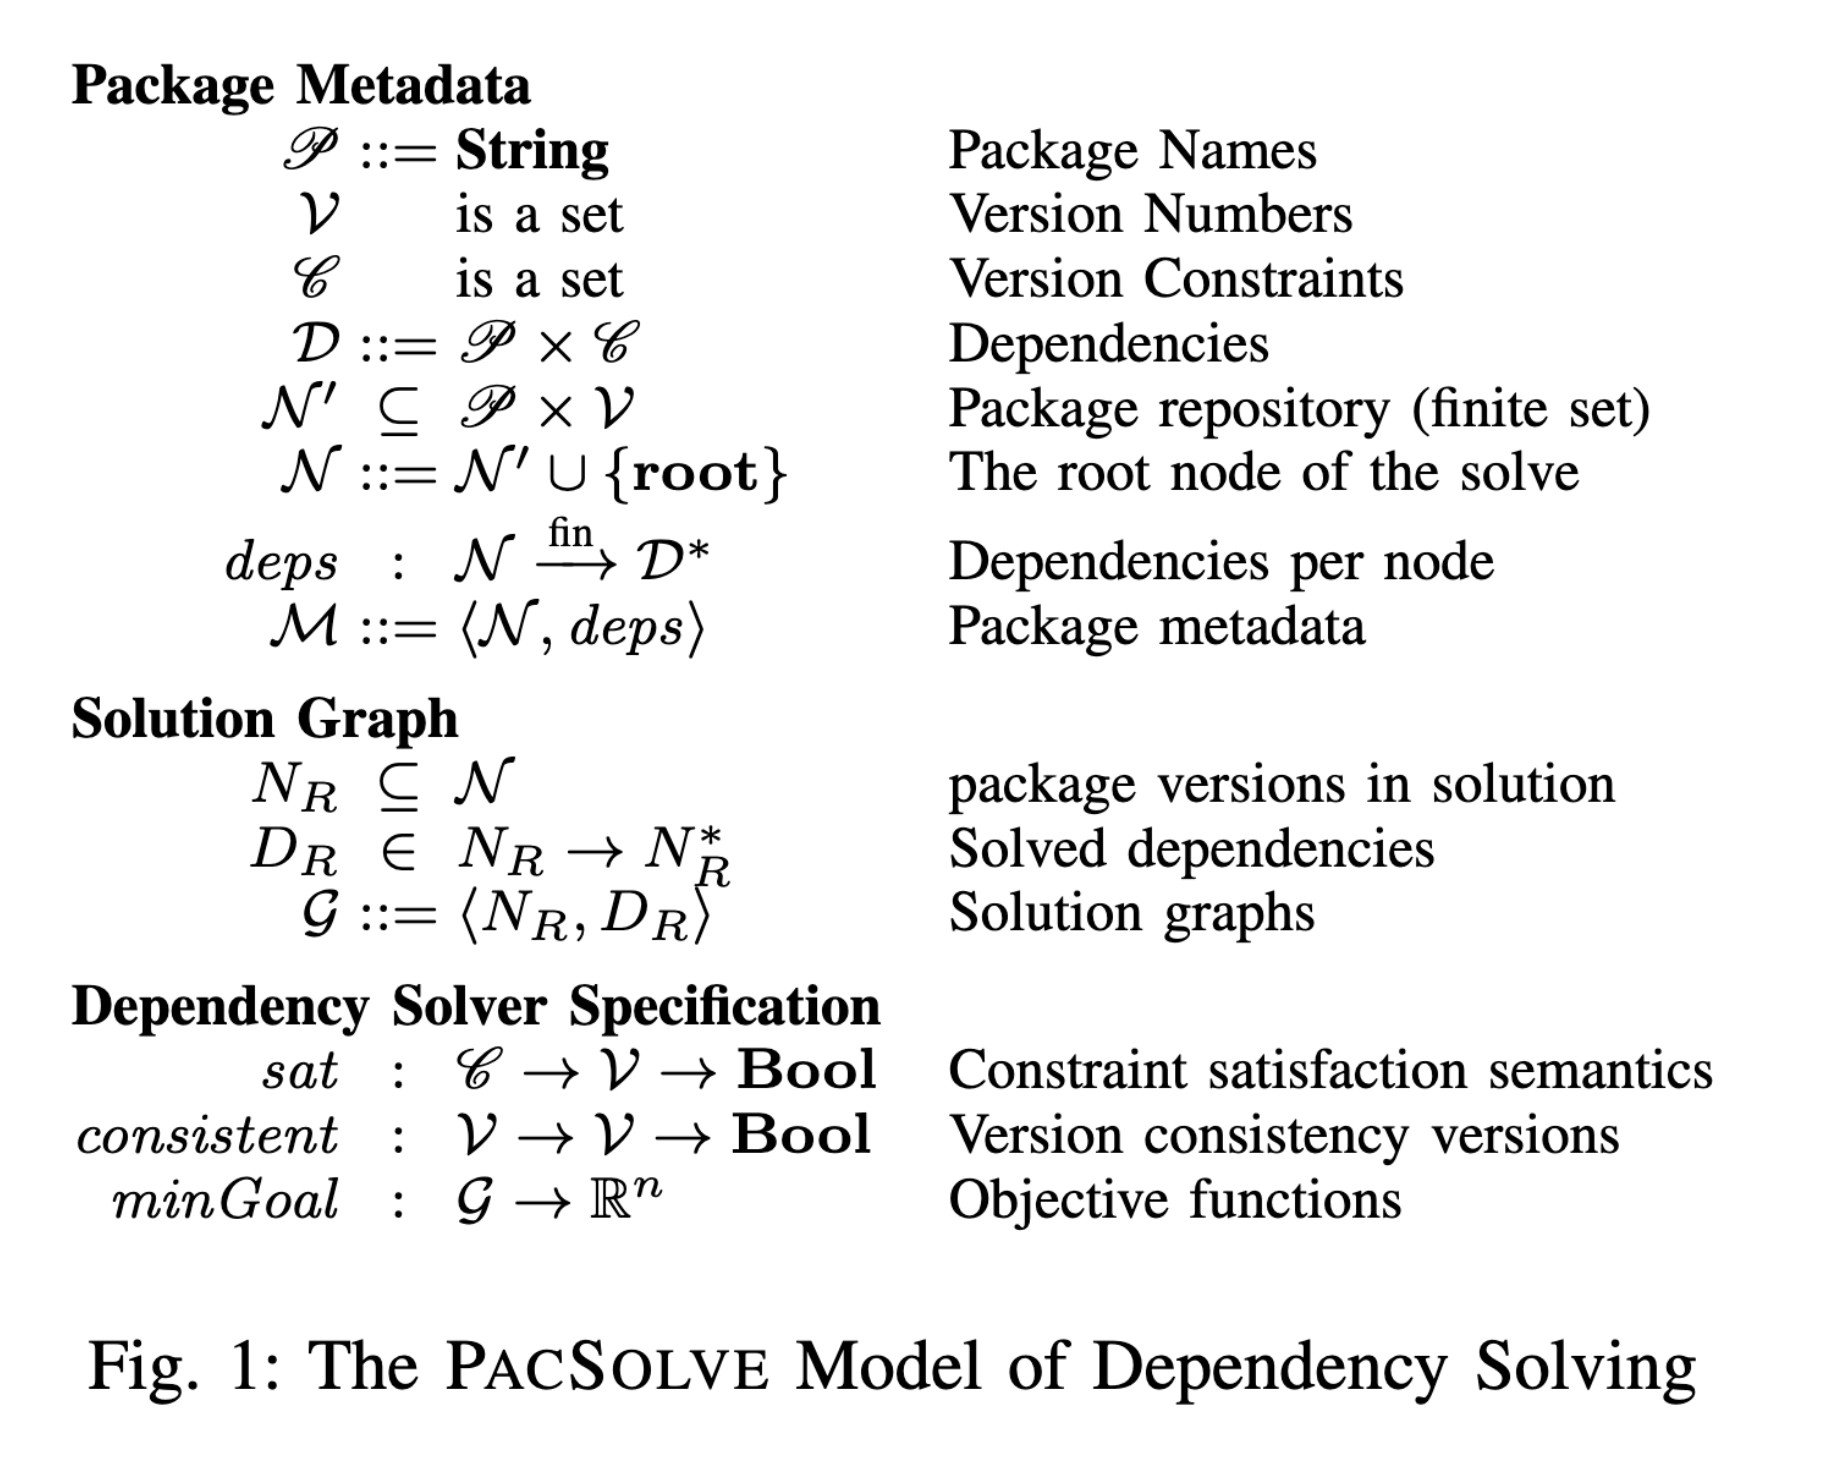 Package Metadata
𝒫 ::= String Package Names
𝒱 is a set Version Numbers
𝒞 is a set Version Constraints
𝒟 ::= 𝒫 × 𝒞 Dependencies
𝒩′ ⊆ 𝒫 × 𝒱 Package repository (finite set)
𝒩 ::= 𝒩′ ∪ {root} The root node of the solve
deps : 𝒩 —fin→ 𝒟* Dependencies per node
ℳ ::= ⟨𝒩, deps⟩ Package metadata
Solution Graph
N_R ⊆ 𝒩 package versions in solution
D_R ∈ N_R → N_R^* Solved dependencies
𝒢 ::= ⟨N_R, D_R⟩ Solution graphs
Dependency Solver Specification
sat : 𝒞 → 𝒱 → Bool Constraint satisfaction semantics
consistent : 𝒱 → 𝒱 → Bool Version consistency versions
minGoal : 𝒢 → ℝⁿ Objective functions
Fig. 1: The PACSOLVE Model of Dependency Solving